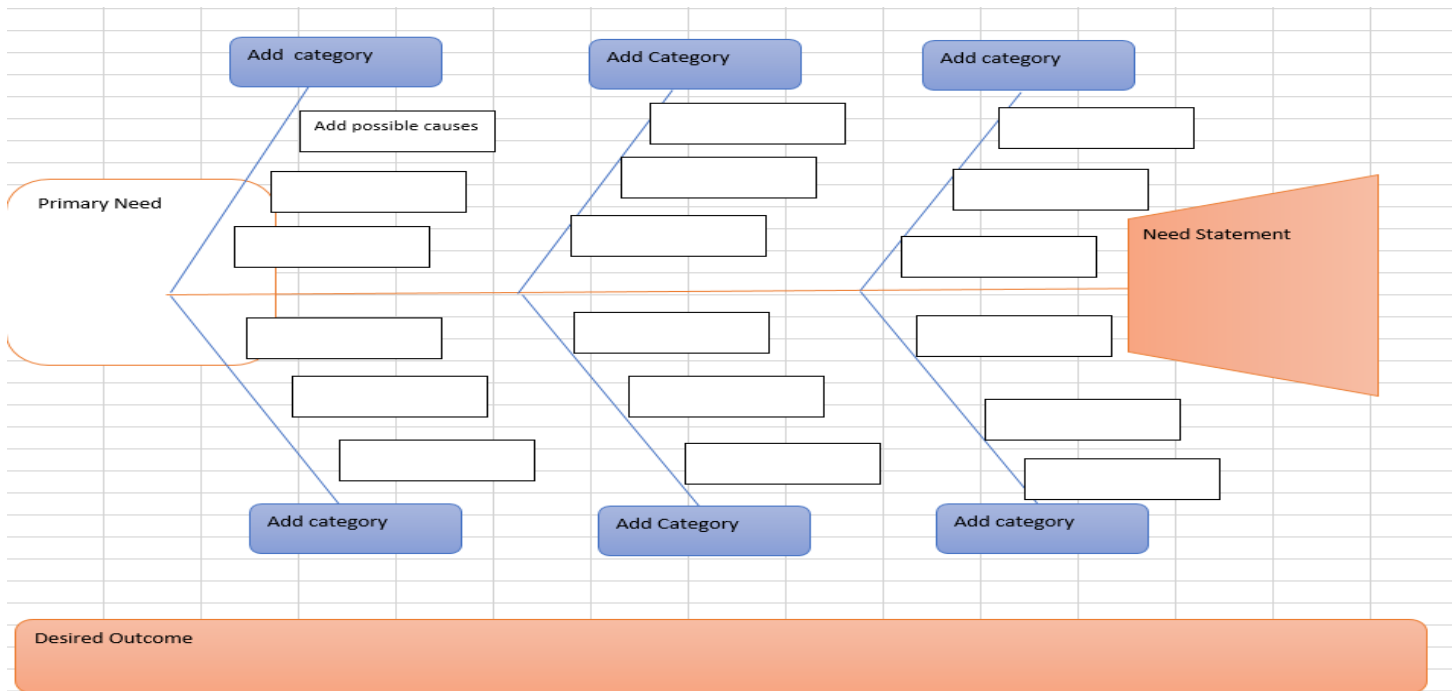 Add  category
Add Category
Add category
Add possible causes
Primary Need
Need Statement
Add category
Add Category
Add category
Desired Outcome